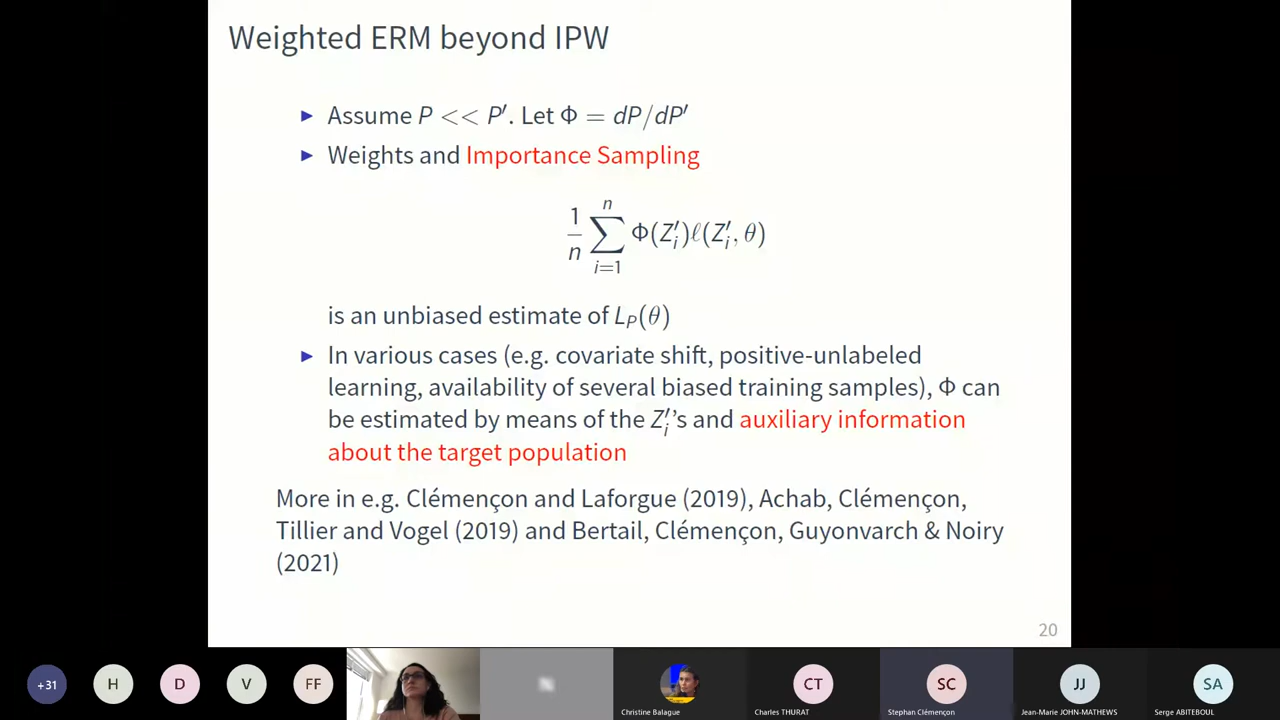 Weighted ERM beyond IPW
▶ Assume P << P′. Let Φ = dP/dP′
▶ Weights and Importance Sampling
1/n ∑_{i=1}^{n} Φ(Z′_i)ℓ(Z′_i, θ)
is an unbiased estimate of L_P(θ)
▶ In various cases (e.g. covariate shift, positive-unlabeled
learning, availability of several biased training samples), Φ can
be estimated by means of the Z′_i's and auxiliary information
about the target population
More in e.g. Clémençon and Laforgue (2019), Achab, Clémençon,
Tillier and Vogel (2019) and Bertail, Clémençon, Guyonvarch & Noiry
(2021)
20
+31 H D V FF N CT SC JJ SA
Christine Balague Charles THURAT Stephan Clémençon Jean-Marie JOHN-MATHEWS Serge ABITEBOUL